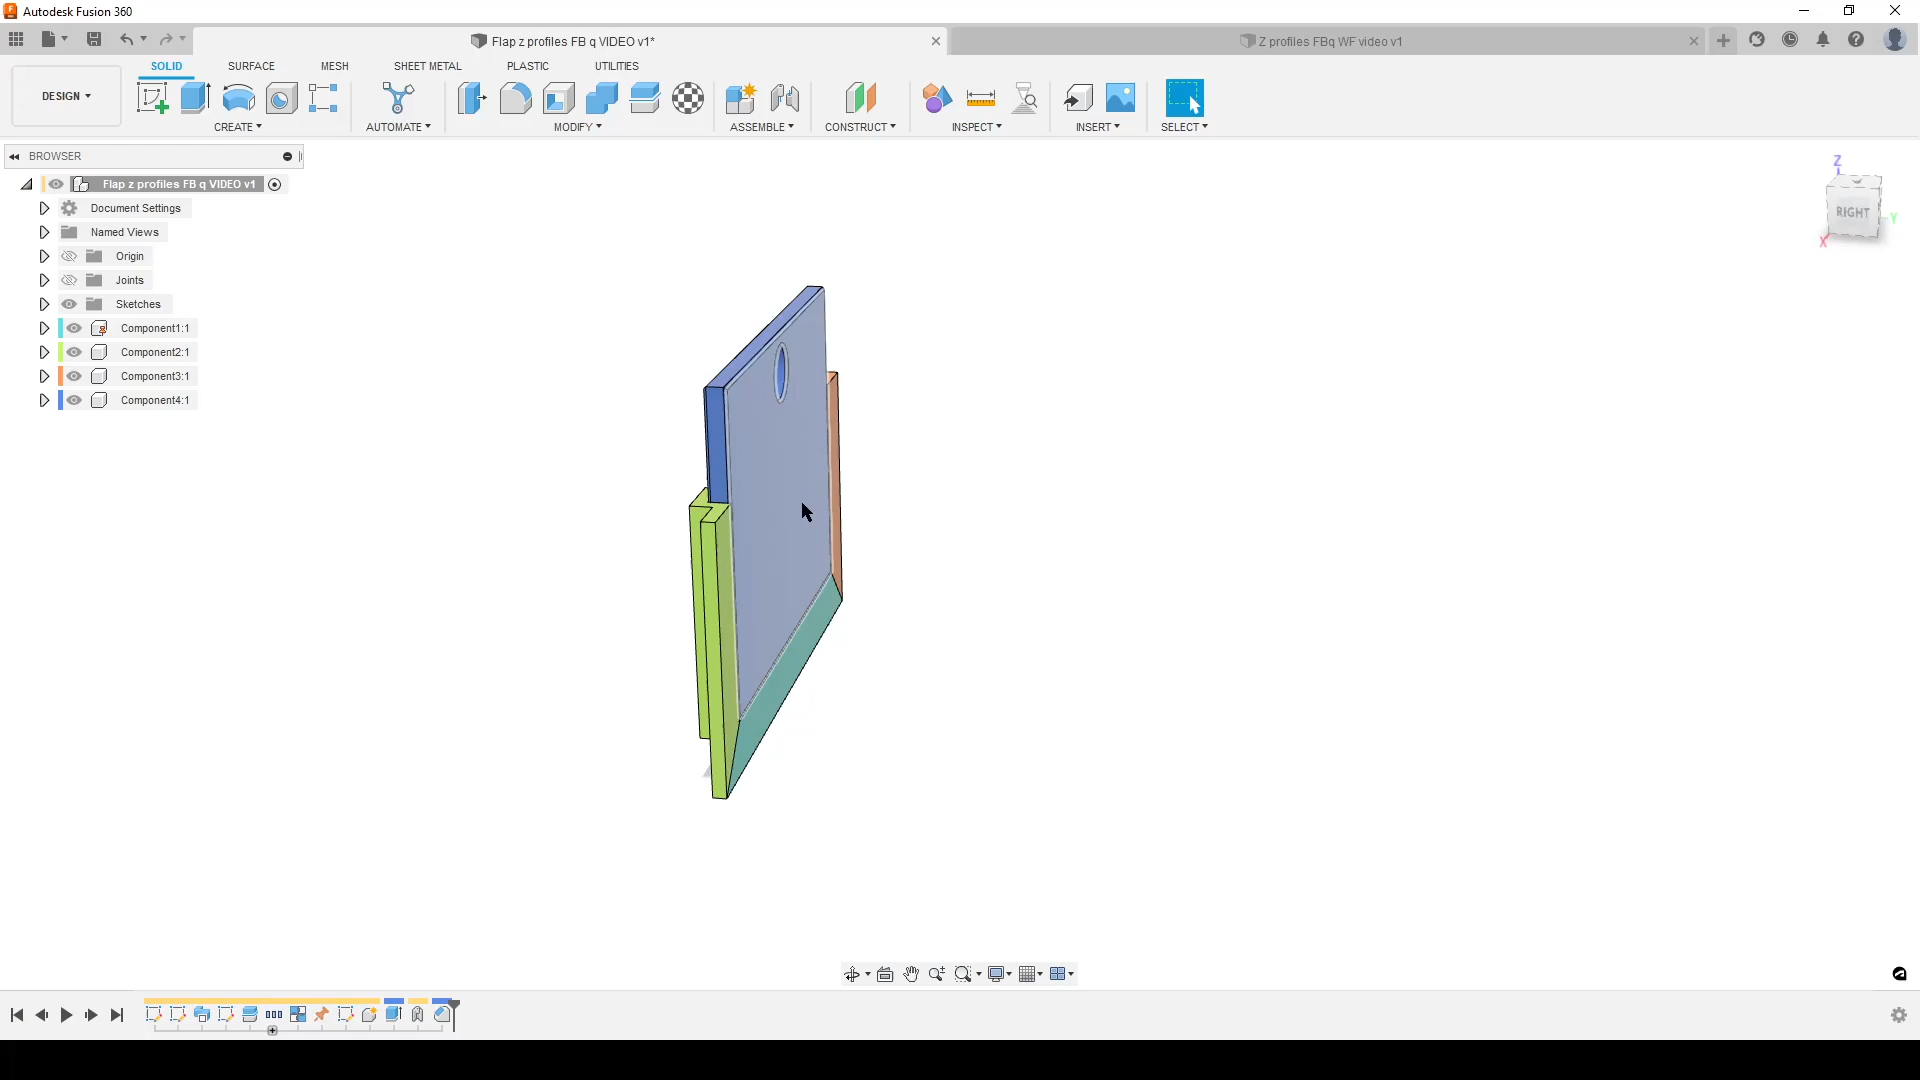 Autodesk Fusion 360
Flap z profiles FB q VIDEO v1*
Z profiles FBq WF video v1
SOLID
SURFACE
MESH
SHEET METAL
PLASTIC
UTILITIES
DESIGN
CREATE
AUTOMATE
MODIFY
ASSEMBLE
CONSTRUCT
INSPECT
INSERT
SELECT
BROWSER
Flap z profiles FB q VIDEO v1
Document Settings
Named Views
Origin
Joints
Sketches
Component1:1
Component2:1
Component3:1
Component4:1
Z
RIGHT
Y
X